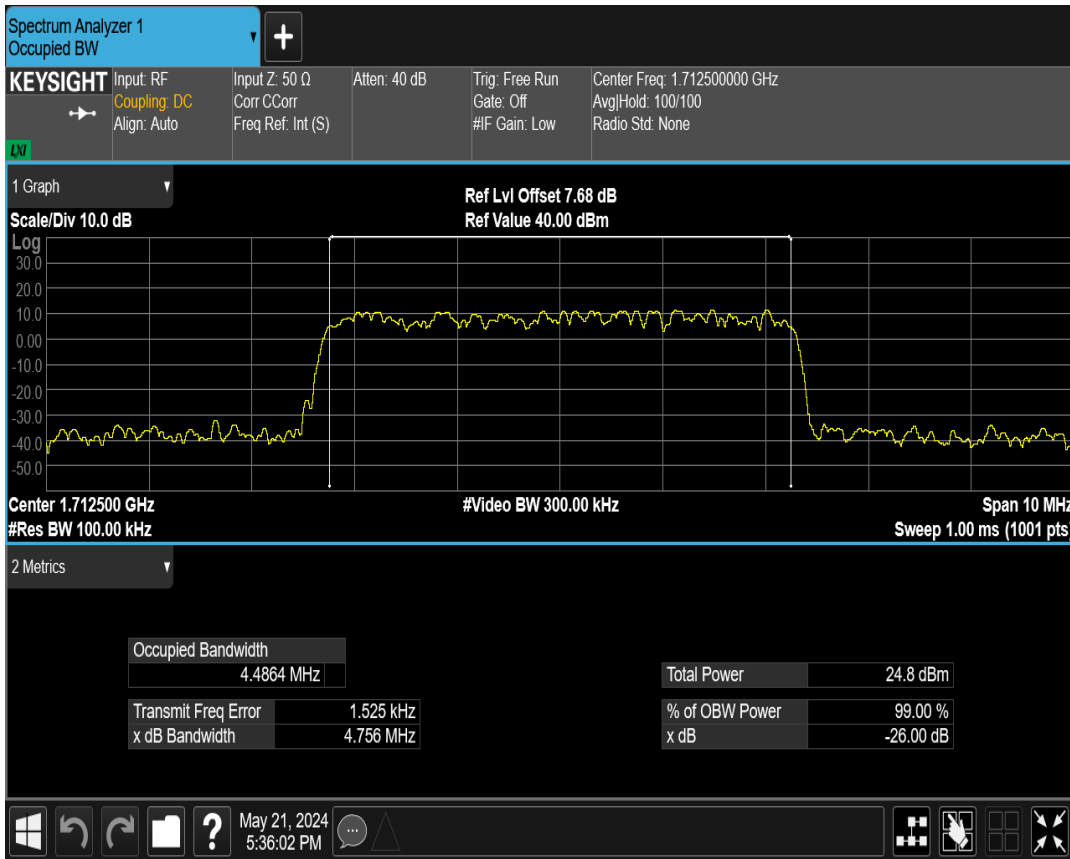 Spectrum Analyzer 1
Occupied BW
KEYSIGHT
LXI
Input: RF
Coupling: DC
Align: Auto
Input Z: 50 Ω
Corr CCorr
Freq Ref: Int (S)
Atten: 40 dB
Trig: Free Run
Gate: Off
#IF Gain: Low
Center Freq: 1.712500000 GHz
Avg|Hold: 100/100
Radio Std: None
1 Graph
Scale/Div 10.0 dB
Ref Lvl Offset 7.68 dB
Ref Value 40.00 dBm
Log
30.0
20.0
10.0
0.00
-10.0
-20.0
-30.0
-40.0
-50.0
Center 1.712500 GHz
#Res BW 100.00 kHz
#Video BW 300.00 kHz
Span 10 MHz
Sweep 1.00 ms (1001 pts)
2 Metrics
Occupied Bandwidth
4.4864 MHz
Transmit Freq Error 1.525 kHz
x dB Bandwidth 4.756 MHz
Total Power 24.8 dBm
% of OBW Power 99.00 %
x dB -26.00 dB
May 21, 2024
5:36:02 PM